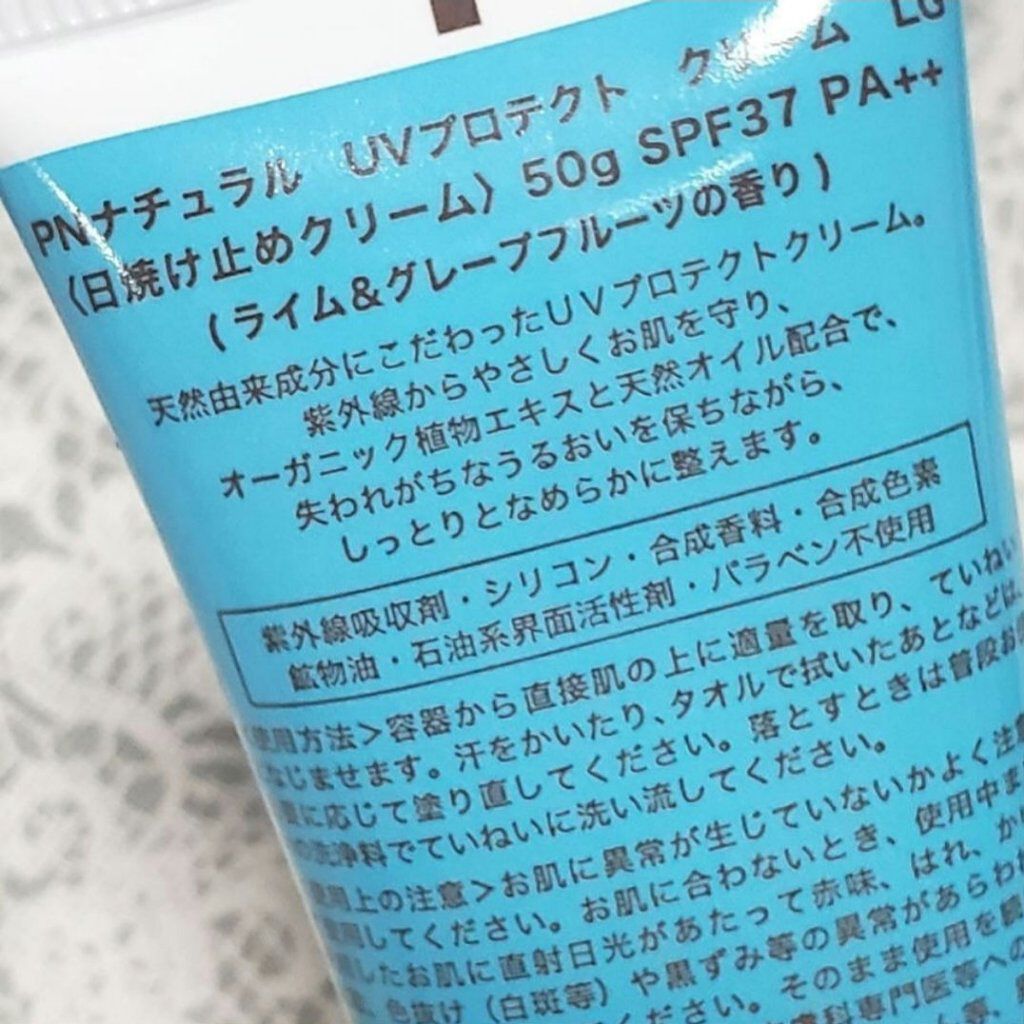 PNナチュラル UVプロテクト クリーム LG
〈日焼け止めクリーム〉50g SPF37 PA++
(ライム&グレープフルーツの香り)
天然由来成分にこだわったUVプロテクトクリーム。
紫外線からやさしくお肌を守り、
オーガニック植物エキスと天然オイル配合で、
失われがちなうるおいを保ちながら、
しっとりとなめらかに整えます。
紫外線吸収剤・シリコン・合成香料・合成色素
鉱物油・石油系界面活性剤・パラベン不使用
使用方法>容器から直接肌の上に適量を取り、ていねい
なじませます。汗をかいたり、タオルで拭いたあとなどは、
に応じて塗り直してください。落とすときは普段お
洗浄料でていねいに洗い流してください。
使用上の注意>お肌に異常が生じていないかよく注意
してください。お肌に合わないとき、使用中
したお肌に直射日光があたって赤味、はれ、か
色抜け(白斑等)や黒ずみ等の異常があらわ
ください。そのまま使用を
膚科専門医等への